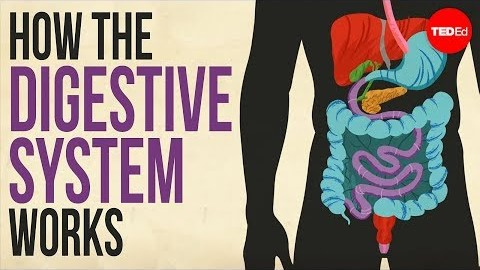 HOW THE
DIGESTIVE
SYSTEM
WORKS
TEDEd